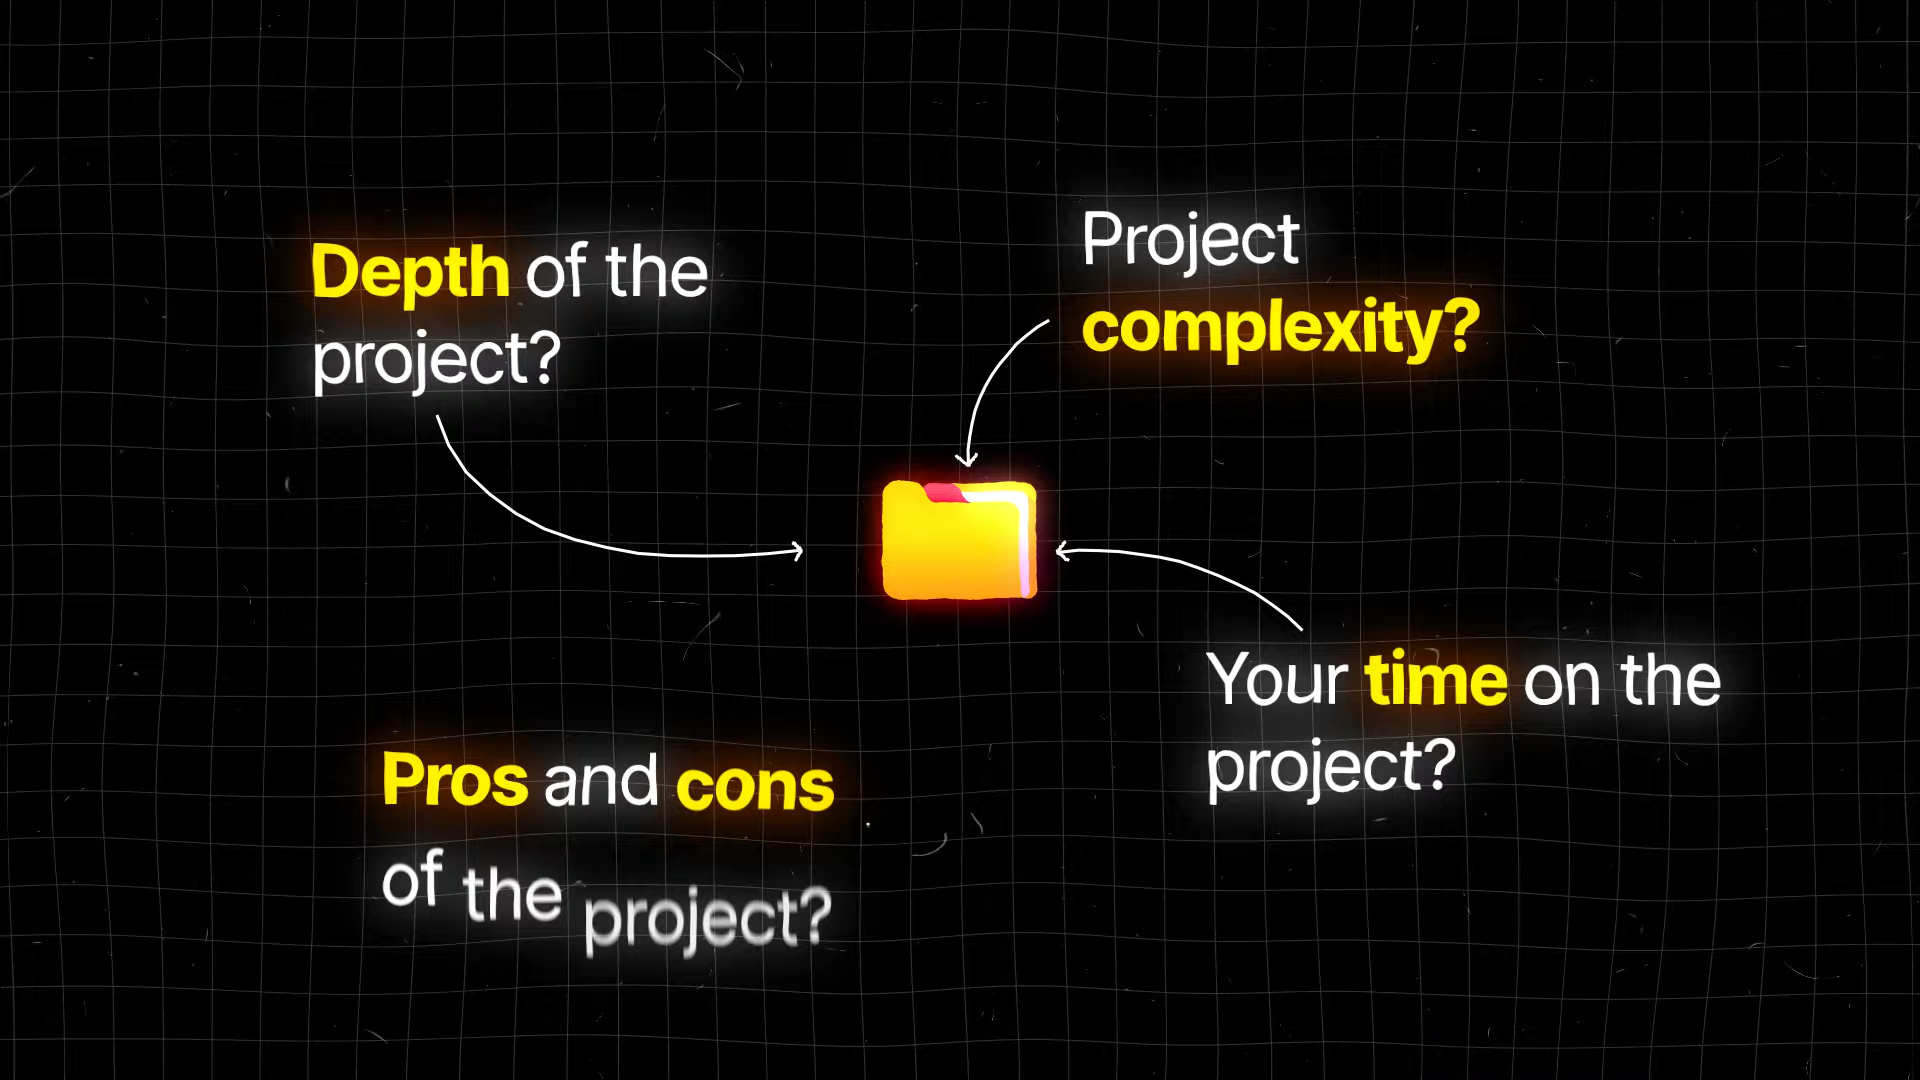 Depth of the
project?
Project
complexity?
Your time on the
project?
Pros and cons
of the project?